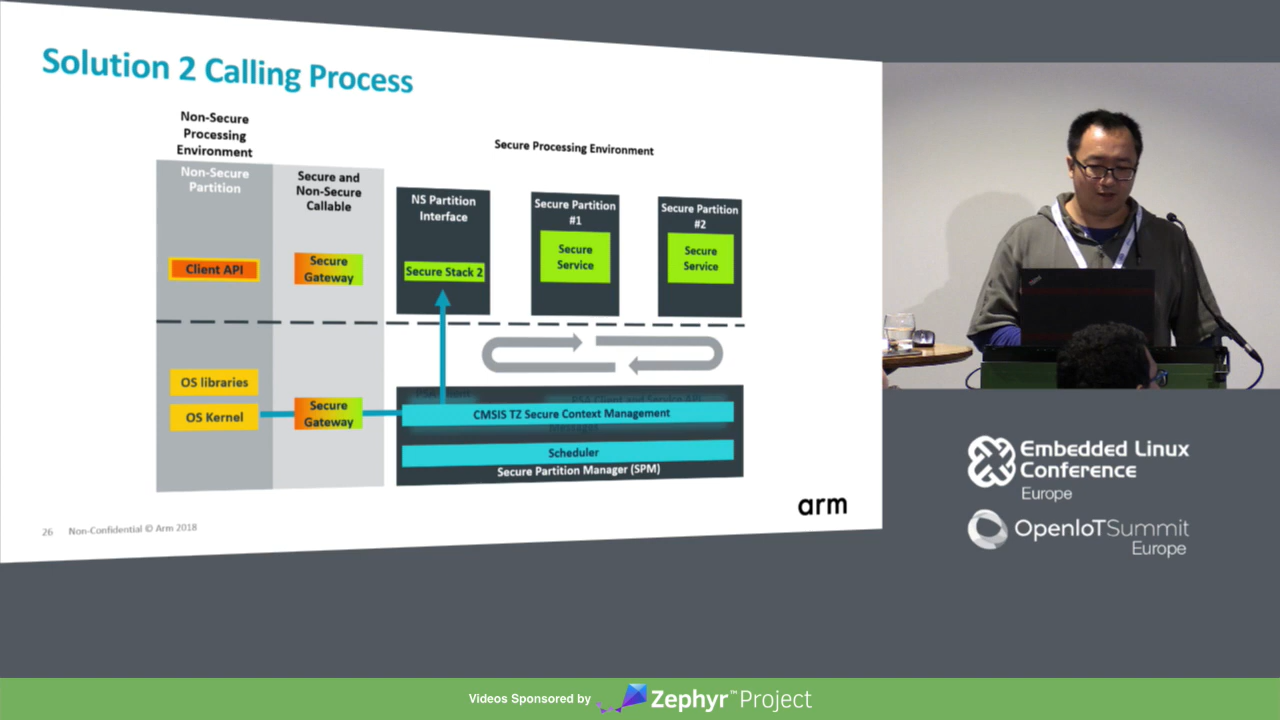 Solution 2 Calling Process
Non-Secure
Processing
Environment
Secure Processing Environment
Non-Secure
Partition
Secure and
Non-Secure
Callable
NS Partition
Interface
Secure Partition
#1
Secure Partition
#2
Client API
Secure
Gateway
Secure Stack 2
Secure
Service
Secure
Service
OS libraries
OS Kernel
Secure
Gateway
CMSIS TZ Secure Context Management
Scheduler
Secure Partition Manager (SPM)
26 Non-Confidential © Arm 2018
arm
Embedded Linux
Conference
Europe
OpenIoTSummit
Europe
Videos Sponsored by Zephyr™Project